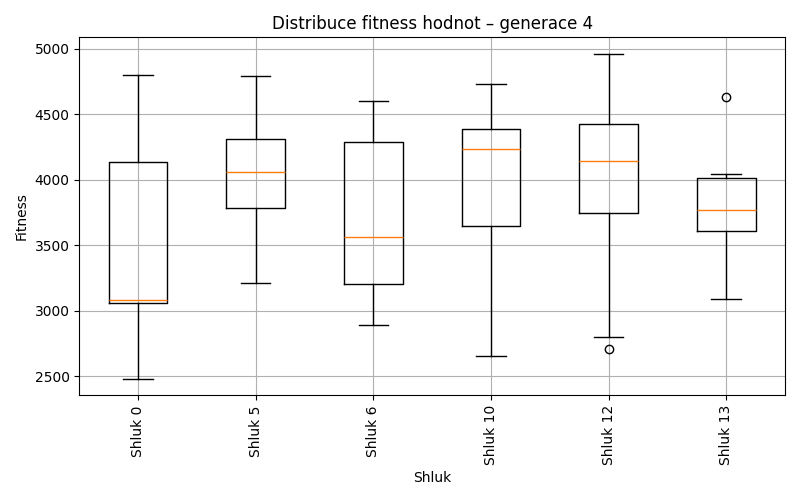 Distribuce fitness hodnot – generace 4
Fitness
5000
4500
4000
3500
3000
2500
Shluk 0
Shluk 5
Shluk 6
Shluk 10
Shluk 12
Shluk 13
Shluk